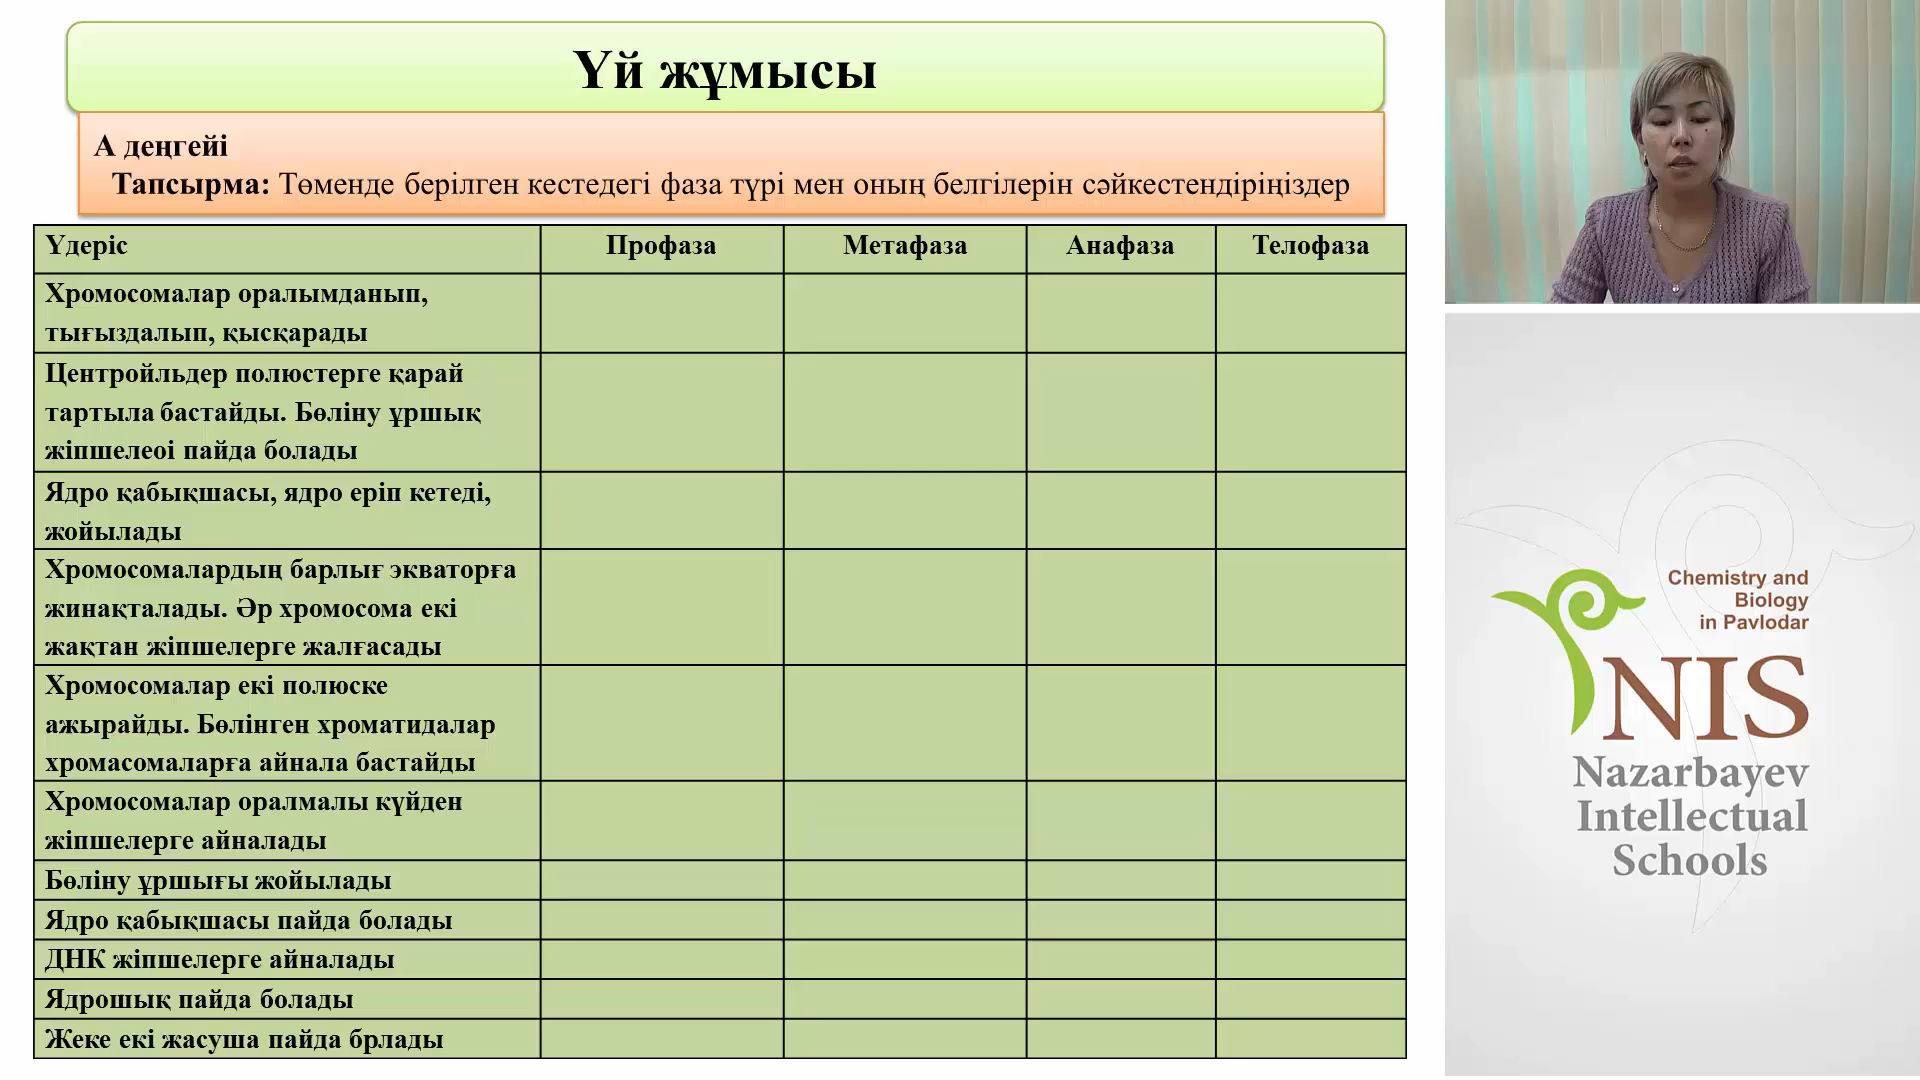 Үй жұмысы
А деңгейі
Тапсырма: Төменде берілген кестедегі фаза түрі мен оның белгілерін сәйкестендіріңіздер
Үдеріс Профаза Метафаза Анафаза Телофаза
Хромосомалар оралымданып,
тығыздалып, қысқарады
Центройльдер полюстерге қарай
тартыла бастайды. Бөліну ұршық
жіпшелеоі пайда болады
Ядро қабықшасы, ядро еріп кетеді,
жойылады
Хромосомалардың барлығ экваторға
жинақталады. Әр хромосома екі
жақтан жіпшелерге жалғасады
Хромосомалар екі полюске
ажырайды. Бөлінген хроматидалар
хромасомаларға айнала бастайды
Хромосомалар оралмалы күйден
жіпшелерге айналады
Бөліну ұршығы жойылады
Ядро қабықшасы пайда болады
ДНК жіпшелерге айналады
Ядрошық пайда болады
Жеке екі жасуша пайда брлады
Chemistry and
Biology
in Pavlodar
NIS
Nazarbayev
Intellectual
Schools